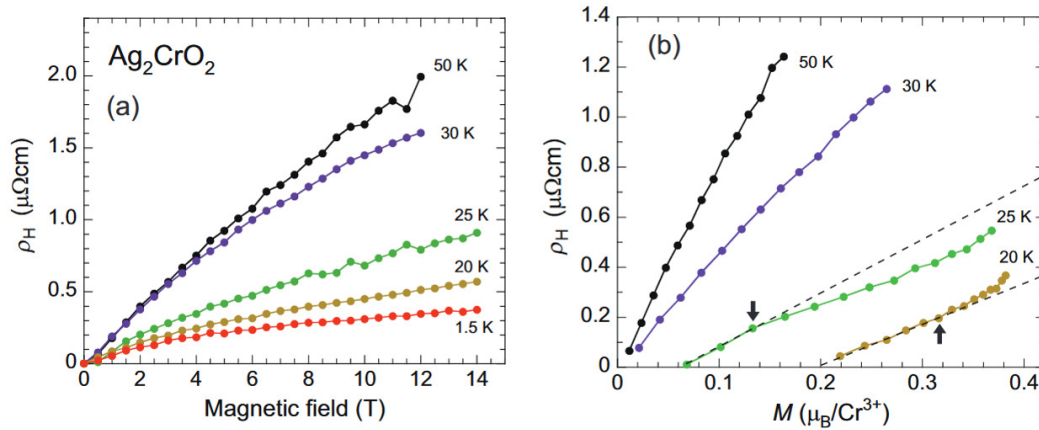 Ag₂CrO₂
(a)
50 K
30 K
25 K
20 K
1.5 K
2.0
1.5
1.0
0.5
0
ρH (μΩcm)
0 2 4 6 8 10 12 14
Magnetic field (T)
(b)
50 K
30 K
25 K
20 K
1.4
1.2
1.0
0.8
0.6
0.4
0.2
0
ρH (μΩcm)
0 0.1 0.2 0.3 0.4
M (μB/Cr³⁺)